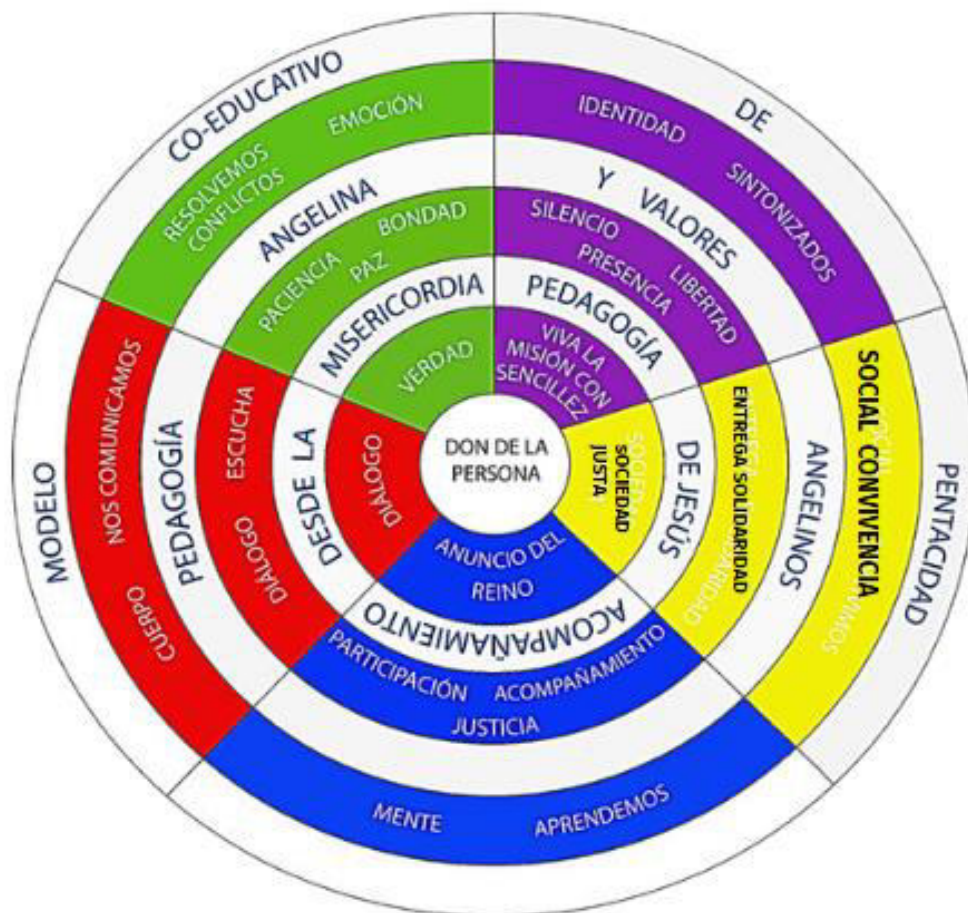 CO-EDUCATIVO
DE
PENTACIDAD
MODELO
EMOCIÓN
RESOLVEMOS
CONFLICTOS
IDENTIDAD
SINTONIZADOS
SOCIAL CONVIVENCIA
MENTE
APRENDEMOS
NOS COMUNICAMOS
CUERPO
PEDAGOGÍA
ANGELINA
Y VALORES
ANGELINOS
BONDAD
PACIENCIA
PAZ
SILENCIO
LIBERTAD
PRESENCIA
ENTREGA SOLIDARIDAD
PARTICIPACIÓN
ACOMPAÑAMIENTO
JUSTICIA
ESCUCHA
DIÁLOGO
DESDE LA
MISERICORDIA
PEDAGOGÍA
DE JESÚS
ACOMPAÑAMIENTO
VERDAD
VIVA LA
MISIÓN CON
SENCILLEZ
SOCIEDAD
JUSTA
ANUNCIO DEL
REINO
DIÁLOGO
DON DE LA
PERSONA